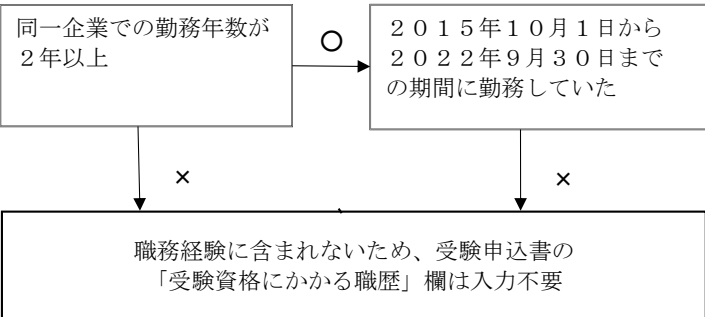 同一企業での勤務年数が
２年以上
○
２０１５年１０月１日から
２０２２年９月３０日まで
の期間に勤務していた
×
×
職務経験に含まれないため、受験申込書の
「受験資格にかかる職歴」欄は入力不要